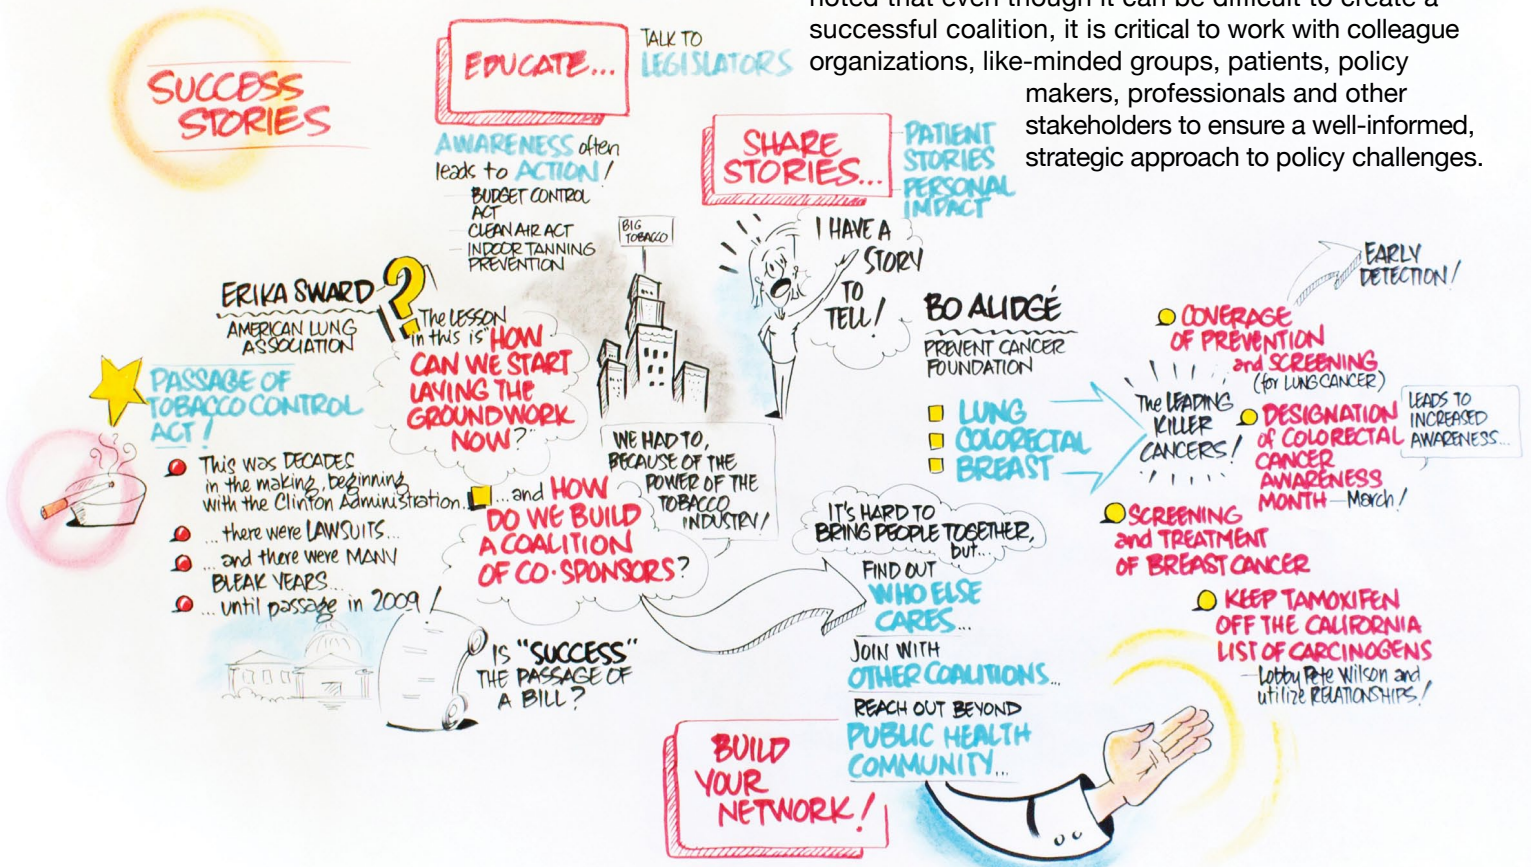 noted that even though it can be difficult to create a
successful coalition, it is critical to work with colleague
organizations, like-minded groups, patients, policy
makers, professionals and other
stakeholders to ensure a well-informed,
strategic approach to policy challenges.
SUCCESS
STORIES
EDUCATE...
TALK TO
LEGISLATORS
AWARENESS often
leads to ACTION!
BUDGET CONTROL
ACT
CLEAN AIR ACT
INDOOR TANNING
PREVENTION
SHARE
STORIES...
PATIENT
STORIES
PERSONAL
IMPACT
BIG
TOBACCO
I HAVE A
STORY
TO
TELL!
ERIKA SWARD
AMERICAN LUNG
ASSOCIATION
PASSAGE OF
TOBACCO CONTROL
ACT!
This was DECADES
in the making, beginning
with the Clinton Administration...
...there were LAWSUITS...
...and there were MANY
BLEAK YEARS...
...until passage in 2009!
?
The LESSON
in this is "HOW
CAN WE START
LAYING THE
GROUNDWORK
NOW?"
...and HOW
DO WE BUILD
A COALITION
OF CO-SPONSORS?
WE HAD TO,
BECAUSE OF THE
POWER OF THE
TOBACCO
INDUSTRY!
IS "SUCCESS"
THE PASSAGE OF
A BILL?
IT'S HARD TO
BRING PEOPLE TOGETHER,
but...
FIND OUT
WHO ELSE
CARES...
JOIN WITH
OTHER COALITIONS...
REACH OUT BEYOND
PUBLIC HEALTH
COMMUNITY...
BUILD
YOUR
NETWORK!
BO ALIDGÉ
PREVENT CANCER
FOUNDATION
LUNG
COLORECTAL
BREAST
The LEADING
KILLER
CANCERS!
EARLY
DETECTION!
COVERAGE
OF PREVENTION
and SCREENING
(for LUNG CANCER)
DESIGNATION
of COLORECTAL
CANCER
AWARENESS
MONTH—March!
LEADS TO
INCREASED
AWARENESS...
SCREENING
and TREATMENT
OF BREAST CANCER
KEEP TAMOXIFEN
OFF THE CALIFORNIA
LIST OF CARCINOGENS
—Lobby Pete Wilson and
utilize RELATIONSHIPS!